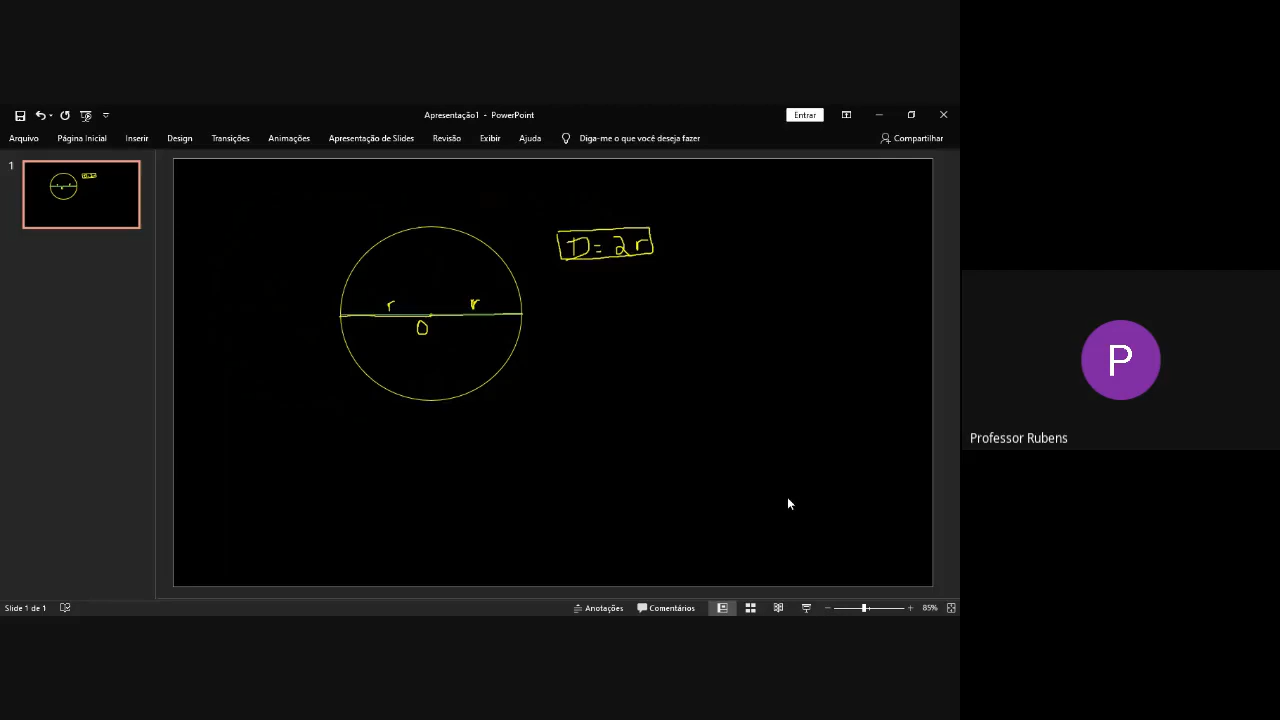 Apresentação1 - PowerPoint
Entrar
Arquivo Página Inicial Inserir Design Transições Animações Apresentação de Slides Revisão Exibir Ajuda Diga-me o que você deseja fazer Compartilhar
1
D = 2r
r r
O
P
Professor Rubens
Slide 1 de 1 Anotações Comentários 85%